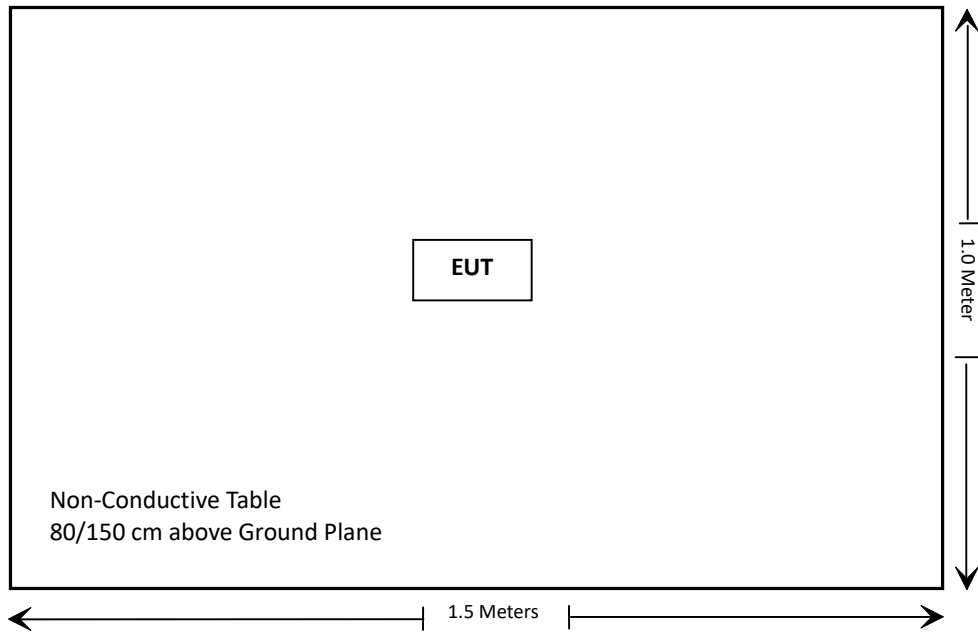 EUT
1.0 Meter
Non-Conductive Table
80/150 cm above Ground Plane
1.5 Meters